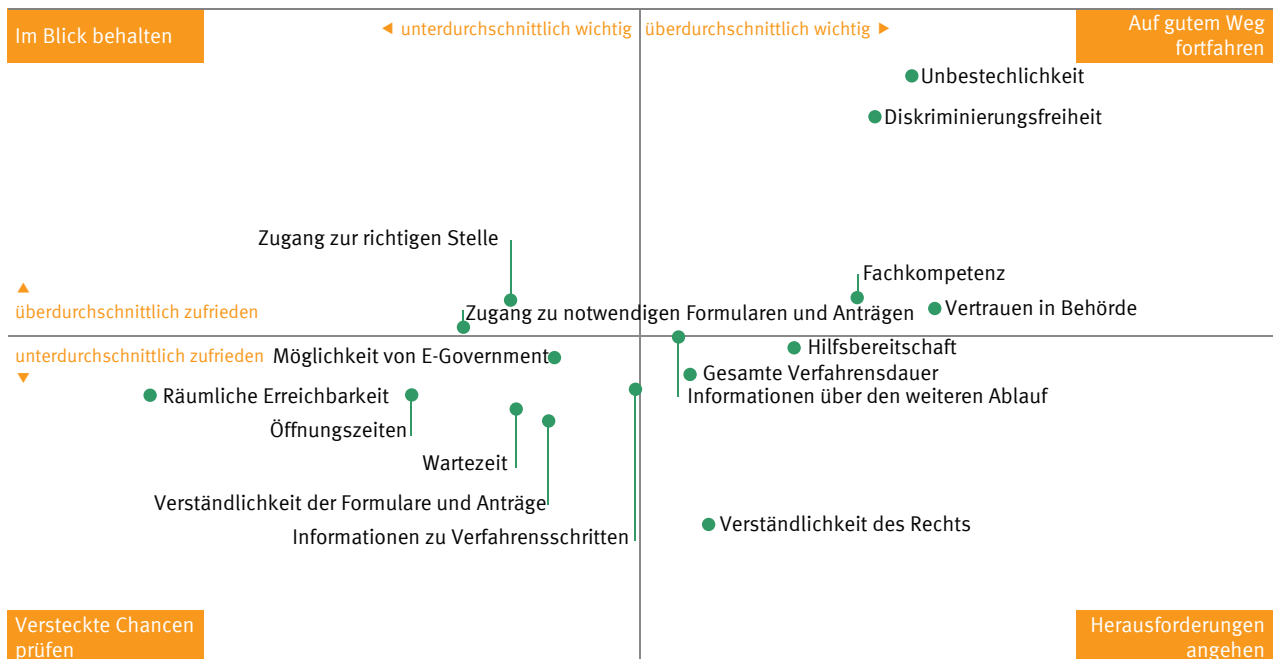 Im Blick behalten
◄ unterdurchschnittlich wichtig
überdurchschnittlich wichtig ►
Auf gutem Weg
fortfahren
Unbestechlichkeit
Diskriminierungsfreiheit
Zugang zur richtigen Stelle
Fachkompetenz
▲
überdurchschnittlich zufrieden
Zugang zu notwendigen Formularen und Anträgen
Vertrauen in Behörde
unterdurchschnittlich zufrieden
▼
Möglichkeit von E-Government
Hilfsbereitschaft
Gesamte Verfahrensdauer
Räumliche Erreichbarkeit
Informationen über den weiteren Ablauf
Öffnungszeiten
Wartezeit
Verständlichkeit der Formulare und Anträge
Verständlichkeit des Rechts
Informationen zu Verfahrensschritten
Versteckte Chancen
prüfen
Herausforderungen
angehen